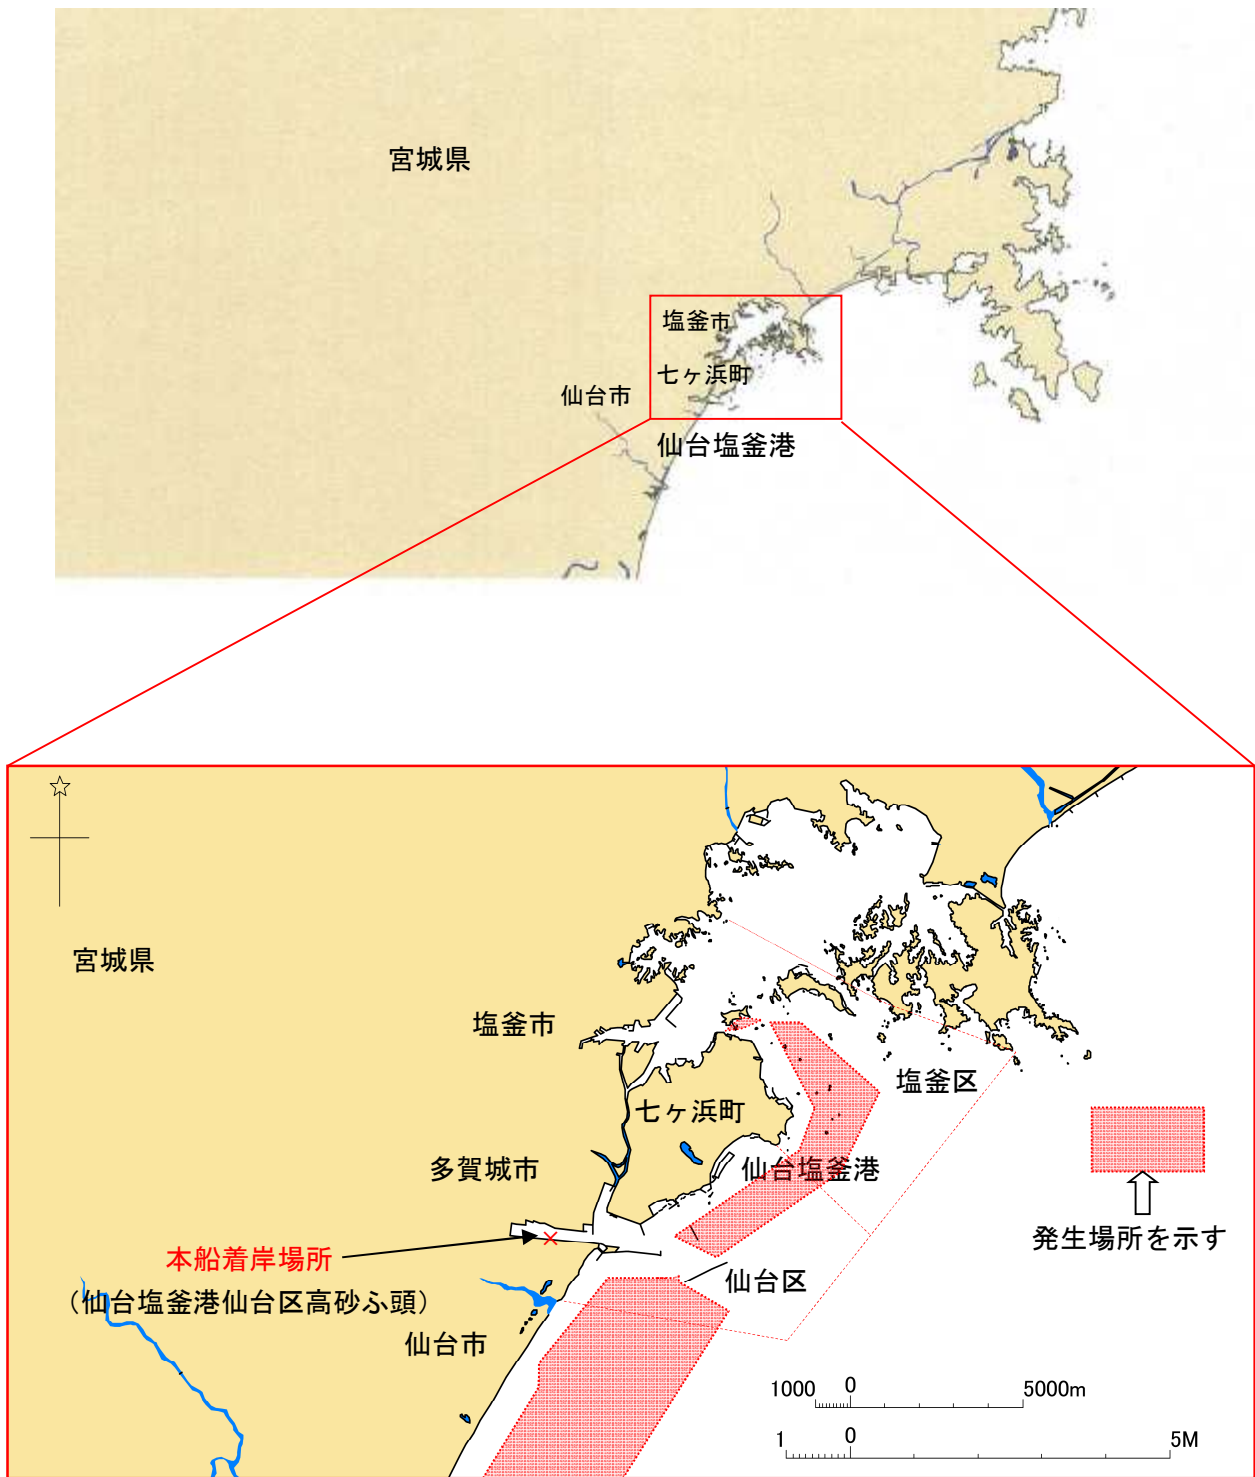 宮城県
塩釜市
七ヶ浜町
仙台市
仙台塩釜港
宮城県
塩釜市
塩釜区
七ヶ浜町
多賀城市
仙台塩釜港
発生場所を示す
本船着岸場所
(仙台塩釜港仙台区高砂ふ頭)
仙台区
仙台市
1000 0 5000m
1 0 5M